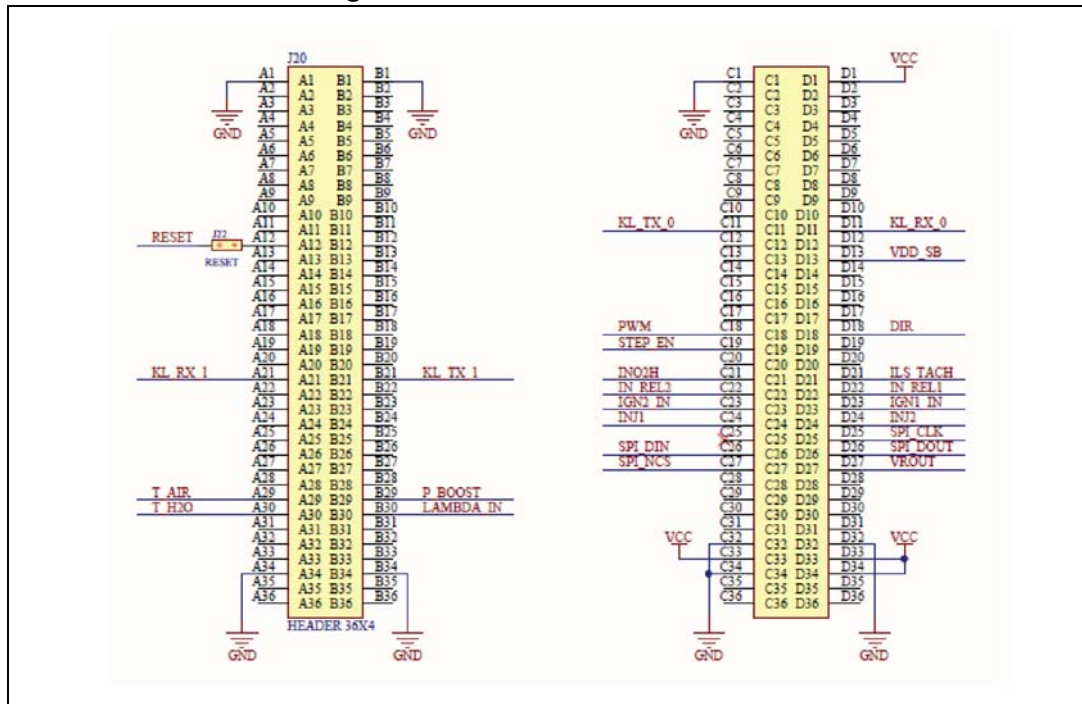 J20
A1 A1 B1 B1
A2 A2 B2 B2
A3 A3 B3 B3
A4 A4 B4 B4
GND GND
A5 A5 B5 B5
A6 A6 B6 B6
A7 A7 B7 B7
A8 A8 B8 B8
A9 A9 B9 B9
A10 A10 B10 B10
A11 A11 B11 B11
RESET J22 A12 A12 B12 B12
RESET A13 A13 B13 B13
A14 A14 B14 B14
A15 A15 B15 B15
A16 A16 B16 B16
A17 A17 B17 B17
A18 A18 B18 B18
A19 A19 B19 B19
A20 A20 B20 B20
KL_RX_1 A21 A21 B21 B21 KL_TX_1
A22 A22 B22 B22
A23 A23 B23 B23
A24 A24 B24 B24
A25 A25 B25 B25
A26 A26 B26 B26
A27 A27 B27 B27
A28 A28 B28 B28
T_AIR A29 A29 B29 B29 P_BOOST
T_H2O A30 A30 B30 B30 LAMBDA_IN
A31 A31 B31 B31
A32 A32 B32 B32
A33 A33 B33 B33
A34 A34 B34 B34
A35 A35 B35 B35
A36 A36 B36 B36
HEADER 36X4
GND GND
VCC
C1 C1 D1 D1
C2 C2 D2 D2
C3 C3 D3 D3
C4 C4 D4 D4
GND
C5 C5 D5 D5
C6 C6 D6 D6
C7 C7 D7 D7
C8 C8 D8 D8
C9 C9 D9 D9
C10 C10 D10 D10
KL_TX_0 C11 C11 D11 D11 KL_RX_0
C12 C12 D12 D12
C13 C13 D13 D13 VDD_SB
C14 C14 D14 D14
C15 C15 D15 D15
C16 C16 D16 D16
C17 C17 D17 D17
PWM C18 C18 D18 D18 DIR
STEP_EN C19 C19 D19 D19
C20 C20 D20 D20
INO2H C21 C21 D21 D21 ILS_TACH
IN_REL2 C22 C22 D22 D22 IN_REL1
IGN2_IN C23 C23 D23 D23 IGN1_IN
INJ1 C24 C24 D24 D24 INJ2
C25 C25 D25 D25 SPI_CLK
SPI_DIN C26 C26 D26 D26 SPI_DOUT
SPI_NCS C27 C27 D27 D27 VROUT
C28 C28 D28 D28
C29 C29 D29 D29
C30 C30 D30 D30
C31 C31 D31 D31
VCC C32 C32 D32 D32 VCC
C33 C33 D33 D33
C34 C34 D34 D34
C35 C35 D35 D35
C36 C36 D36 D36
GND GND